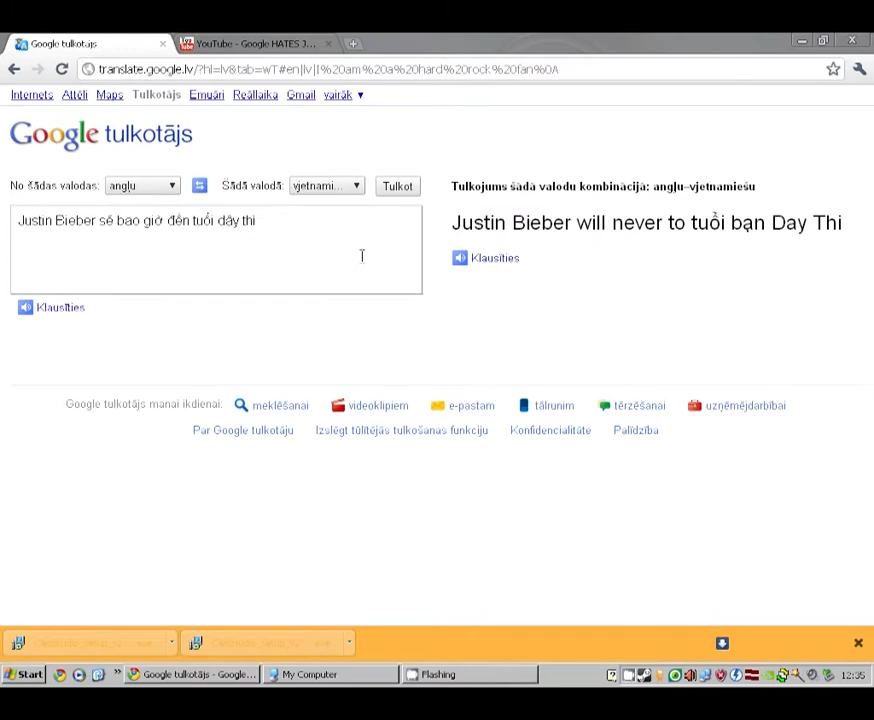 Google tulkotājs
YouTube - Google HATES J...
translate.google.lv/?hl=lv&tab=wT#en|lv|I%20am%20a%20hard%20rock%20fan%0A
Internets Attēli Maps Tulkotājs Emuāri Reāllaika Gmail vairāk ▼
Google tulkotājs
No šādas valodas: angļu Šādā valodā: vjetnami... Tulkot
Tulkojums šādā valodu kombinācijā: angļu–vjetnamiešu
Justin Bieber sẽ bao giờ đến tuổi dậy thì
Justin Bieber will never to tuổi bạn Day Thi
Klausīties
Klausīties
Google tulkotājs manai ikdienai: meklēšanai videoklipiem e-pastam tālrunim tērzēšanai uzņēmējdarbībai
Par Google tulkotāju Izslēgt tūlītējās tulkošanas funkciju Konfidencialitāte Palīdzība
Start Google tulkotājs - Google... My Computer Flashing 12:35